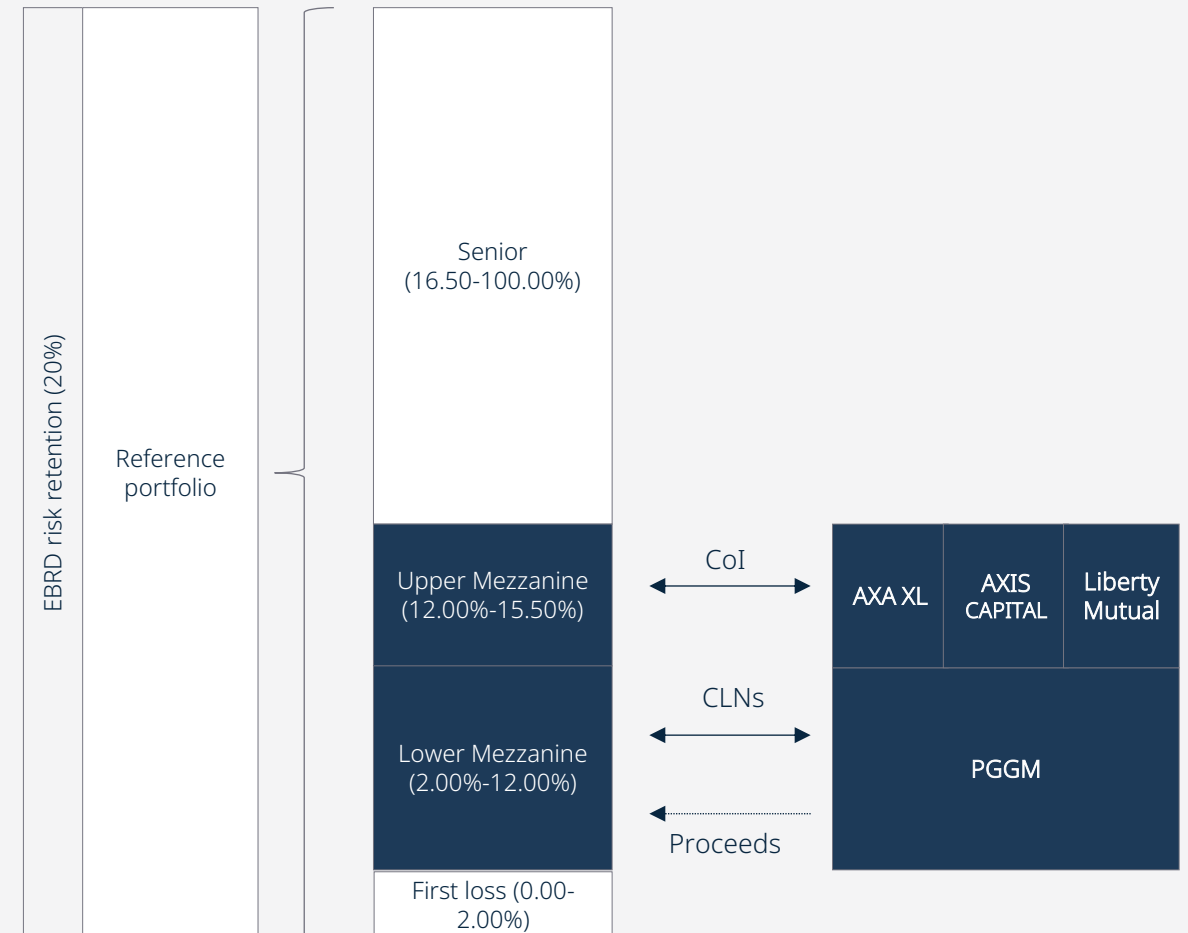 EBRD risk retention (20%)
Reference
portfolio
Senior
(16.50-100.00%)
Upper Mezzanine
(12.00%-15.50%)
Lower Mezzanine
(2.00%-12.00%)
First loss (0.00-
2.00%)
CoI
CLNs
Proceeds
AXA XL
AXIS
CAPITAL
Liberty
Mutual
PGGM